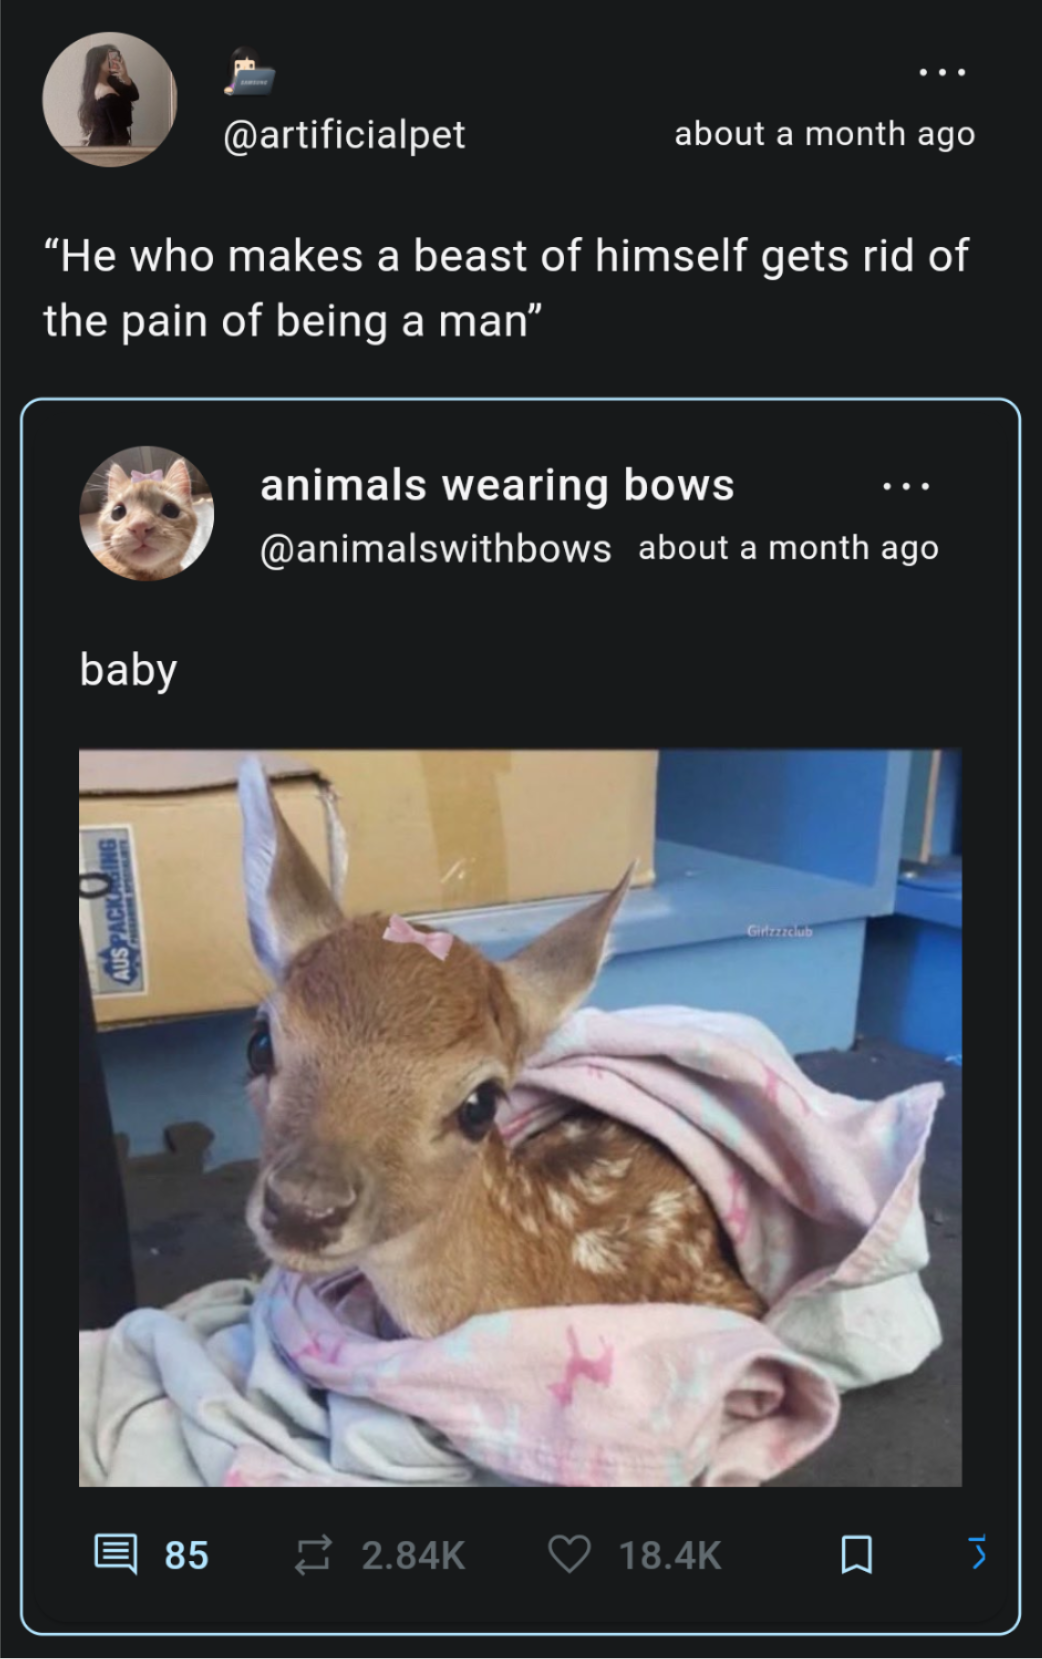 @artificialpet
about a month ago
“He who makes a beast of himself gets rid of
the pain of being a man”
animals wearing bows
@animalswithbows about a month ago
baby
AUS PACKAGING
Girlzzzclub
85 2.84K 18.4K